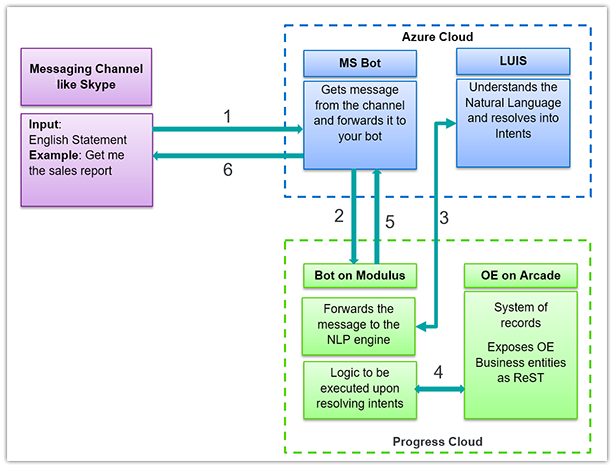 Azure Cloud
Messaging Channel
like Skype
MS Bot
LUIS
Input:
English Statement
Example: Get me
the sales report
Gets message
from the channel
and forwards it to
your bot
Understands the
Natural Language
and resolves into
Intents
1
6
2
5
3
Bot on Modulus
OE on Arcade
Forwards the
message to the
NLP engine
System of
records
Exposes OE
Business entities
as ReST
Logic to be
executed upon
resolving intents
4
Progress Cloud